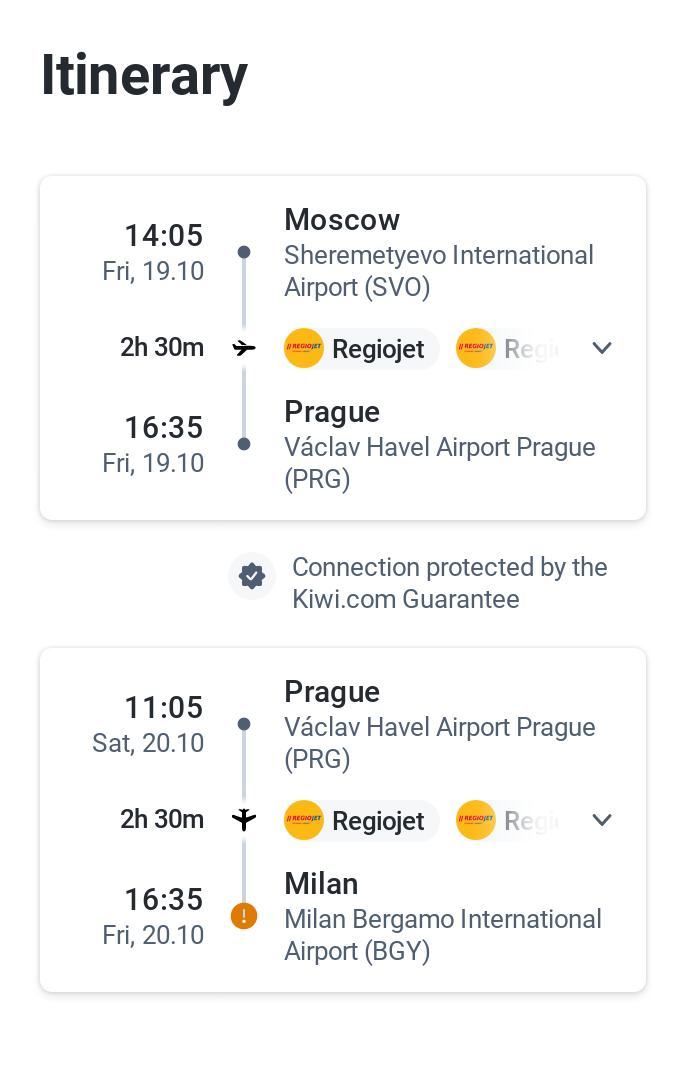 Itinerary
14:05
Fri, 19.10
Moscow
Sheremetyevo International
Airport (SVO)
2h 30m
REGIOJET Regiojet REGIOJET Regi
16:35
Fri, 19.10
Prague
Václav Havel Airport Prague
(PRG)
Connection protected by the
Kiwi.com Guarantee
11:05
Sat, 20.10
Prague
Václav Havel Airport Prague
(PRG)
2h 30m
REGIOJET Regiojet REGIOJET Regi
16:35
Fri, 20.10
Milan
Milan Bergamo International
Airport (BGY)